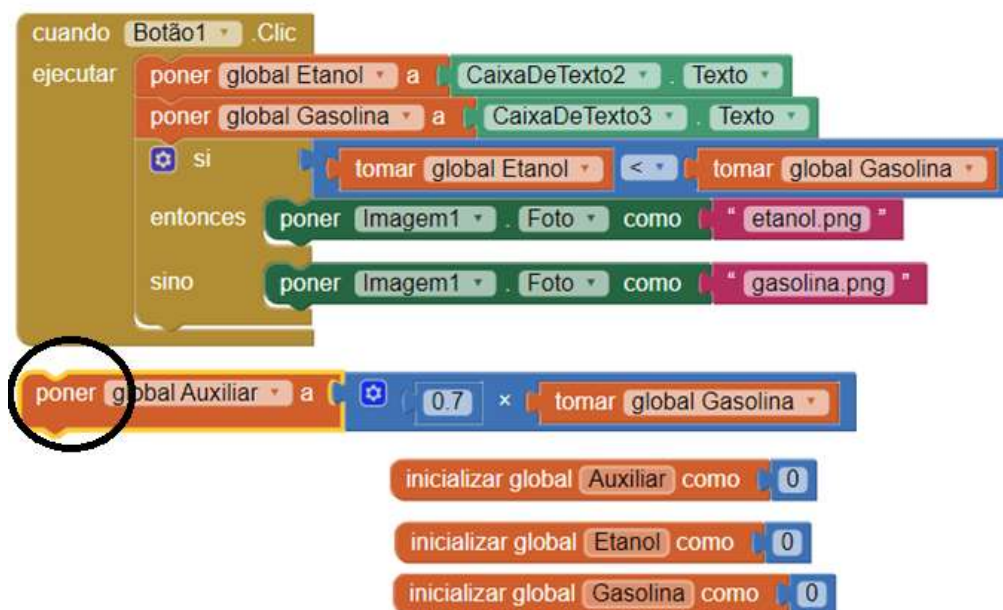 cuando Botão1 .Clic
ejecutar poner global Etanol a CaixaDeTexto2 . Texto
poner global Gasolina a CaixaDeTexto3 . Texto
si tomar global Etanol < tomar global Gasolina
entonces poner Imagem1 . Foto como " etanol.png "
sino poner Imagem1 . Foto como " gasolina.png "
poner global Auxiliar a 0.7 × tomar global Gasolina
inicializar global Auxiliar como 0
inicializar global Etanol como 0
inicializar global Gasolina como 0